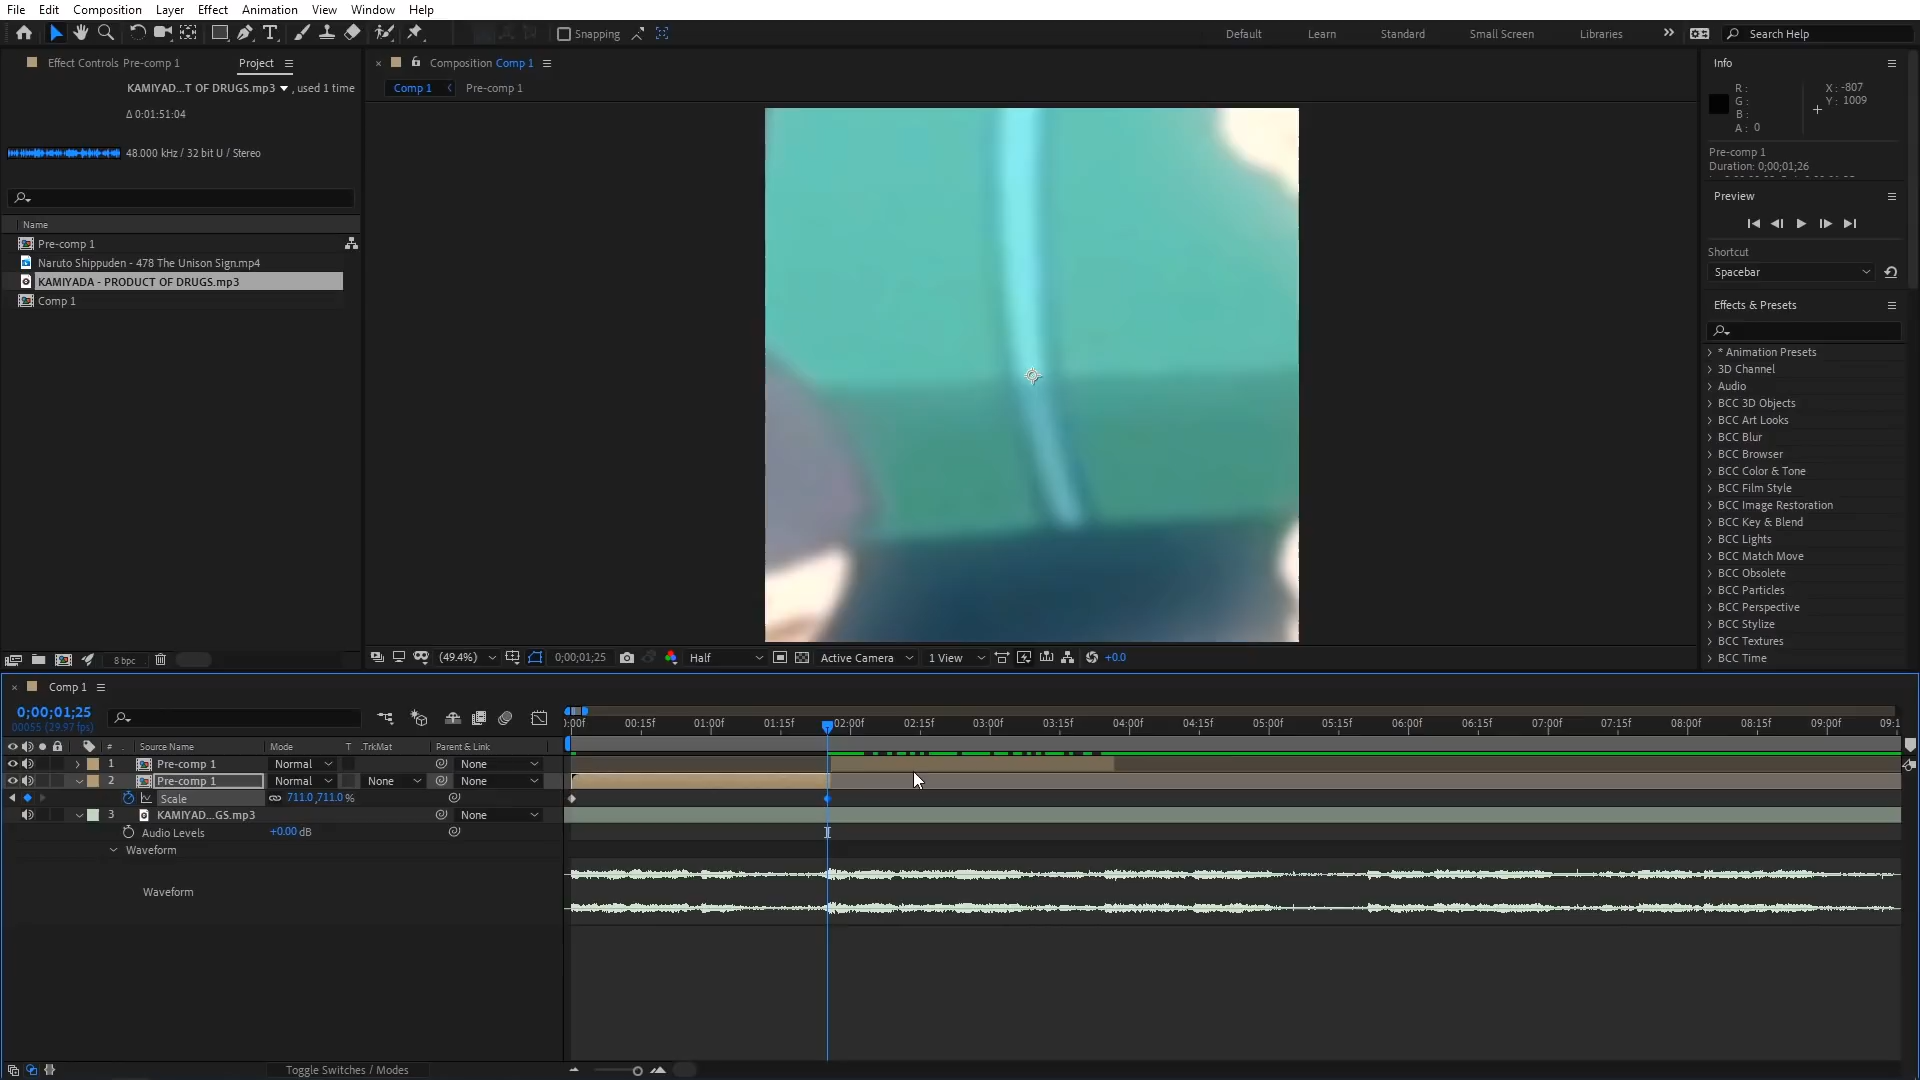 File Edit Composition Layer Effect Animation View Window Help
Snapping
Default Learn Standard Small Screen Libraries Search Help
Effect Controls Pre-comp 1 Project
KAMIYAD...T OF DRUGS.mp3 , used 1 time
Δ 0:01:51:04
48.000 kHz / 32 bit U / Stereo
Name
Pre-comp 1
Naruto Shippuden - 478 The Unison Sign.mp4
KAMIYADA - PRODUCT OF DRUGS.mp3
Comp 1
8 bpc
Composition Comp 1
Comp 1 Pre-comp 1
(49.4%) 0;00;01;25 Half Active Camera 1 View +0.0
Info
R : X : -807
G : Y : 1009
B :
A : 0
Pre-comp 1
Duration: 0;00;01;26
Preview
Shortcut
Spacebar
Effects & Presets
* Animation Presets
3D Channel
Audio
BCC 3D Objects
BCC Art Looks
BCC Blur
BCC Browser
BCC Color & Tone
BCC Film Style
BCC Image Restoration
BCC Key & Blend
BCC Lights
BCC Match Move
BCC Obsolete
BCC Particles
BCC Perspective
BCC Stylize
BCC Textures
BCC Time
Comp 1
0;00;01;25
00055 (29.97 fps)
:00f 00:15f 01:00f 01:15f 02:00f 02:15f 03:00f 03:15f 04:00f 04:15f 05:00f 05:15f 06:00f 06:15f 07:00f 07:15f 08:00f 08:15f 09:00f 09:1
# Source Name Mode T .TrkMat Parent & Link
1 Pre-comp 1 Normal None
2 Pre-comp 1 Normal None None
Scale 711.0,711.0 %
3 KAMIYAD...GS.mp3 None
Audio Levels +0.00 dB
Waveform
Waveform
Toggle Switches / Modes